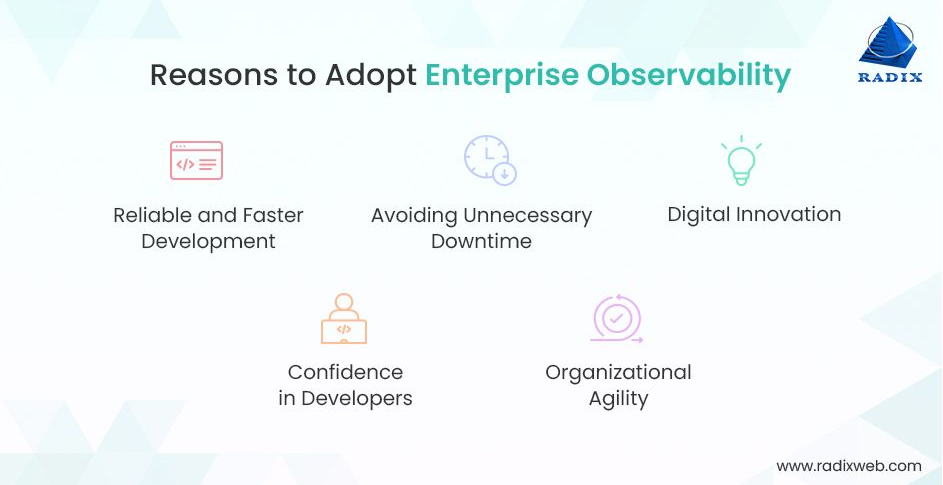 Reasons to Adopt Enterprise Observability
RADIX
Reliable and Faster
Development
Avoiding Unnecessary
Downtime
Digital Innovation
Confidence
in Developers
Organizational
Agility
www.radixweb.com